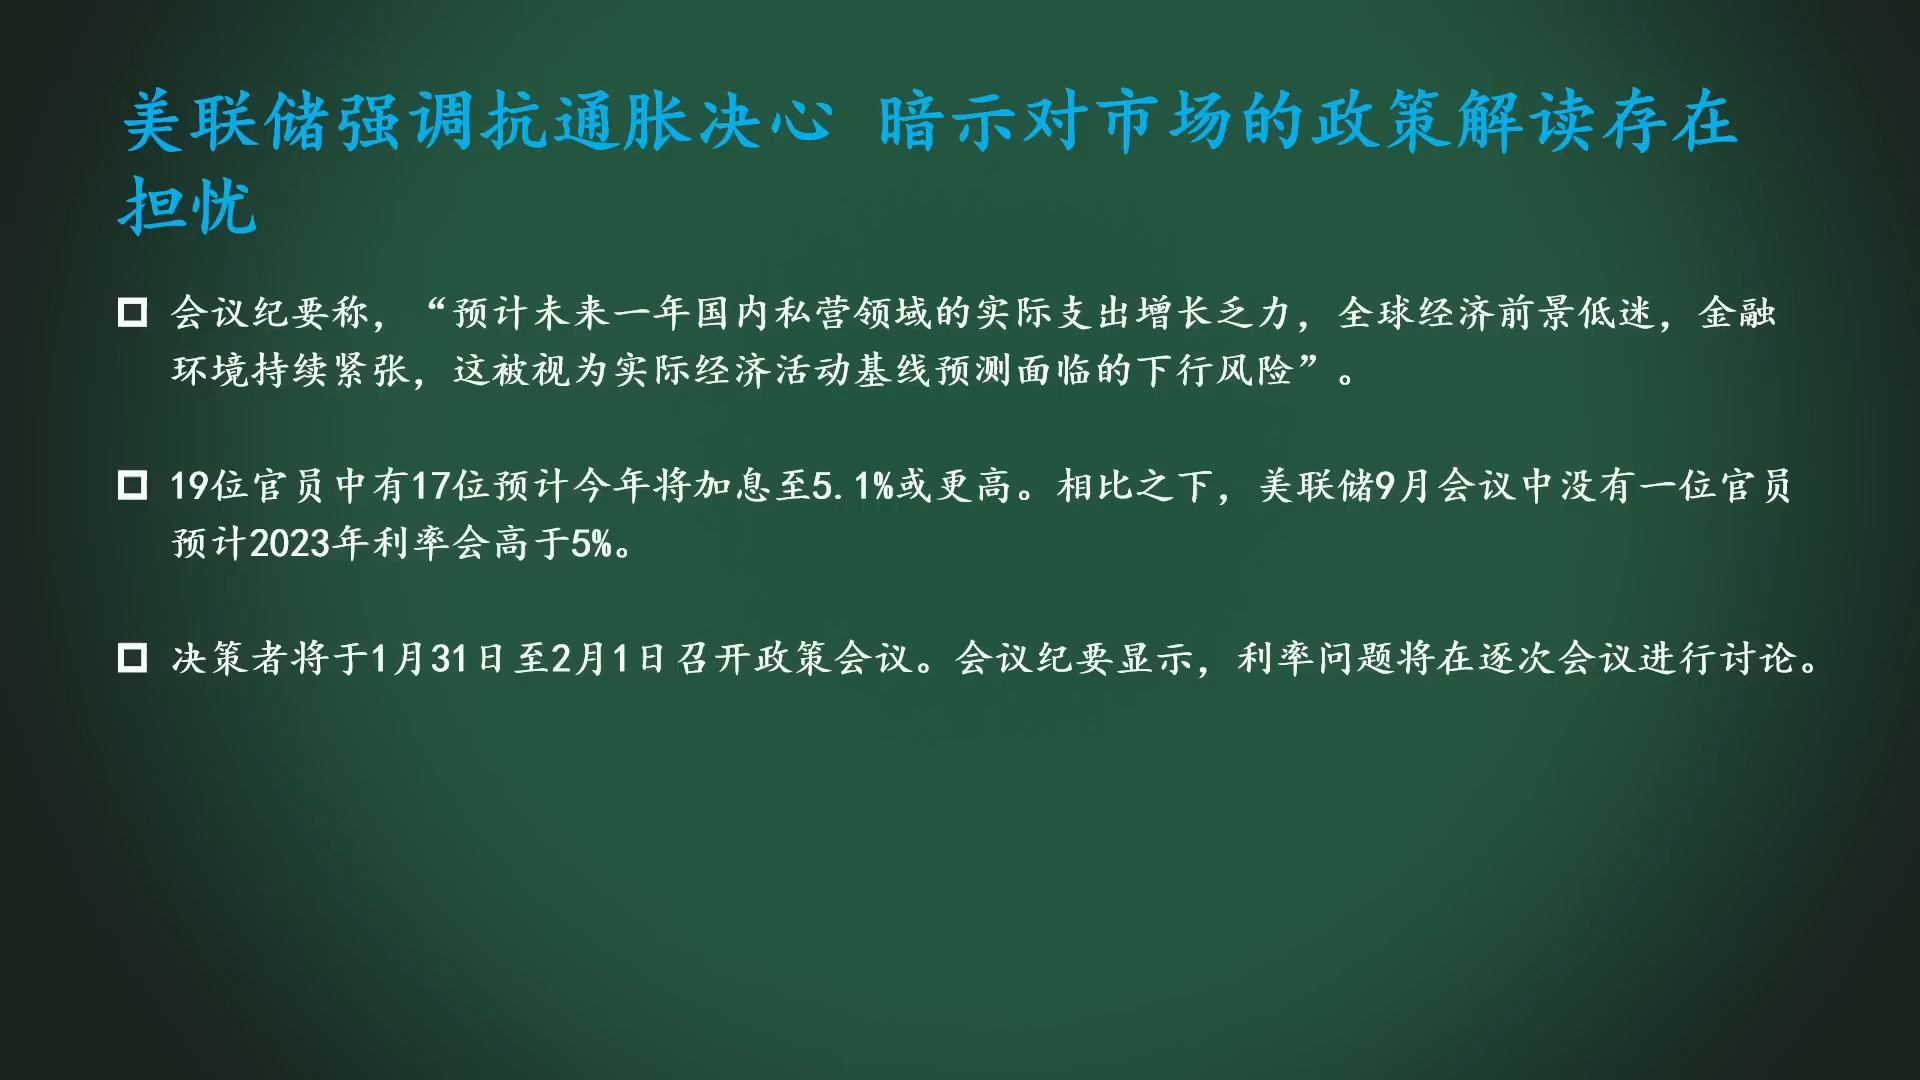 美联储强调抗通胀决心 暗示对市场的政策解读存在
担忧
会议纪要称，“预计未来一年国内私营领域的实际支出增长乏力，全球经济前景低迷，金融
环境持续紧张，这被视为实际经济活动基线预测面临的下行风险”。
19位官员中有17位预计今年将加息至5.1%或更高。相比之下，美联储9月会议中没有一位官员
预计2023年利率会高于5%。
决策者将于1月31日至2月1日召开政策会议。会议纪要显示，利率问题将在逐次会议进行讨论。